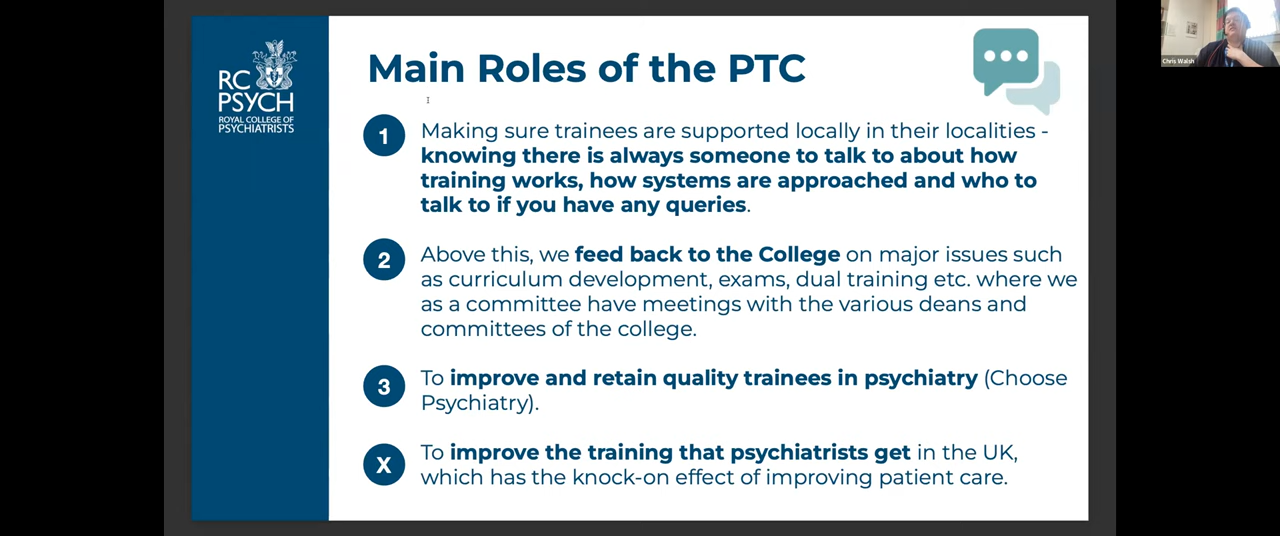 RC
PSYCH
ROYAL COLLEGE OF
PSYCHIATRISTS
Main Roles of the PTC
1
Making sure trainees are supported locally in their localities -
knowing there is always someone to talk to about how
training works, how systems are approached and who to
talk to if you have any queries.
2
Above this, we feed back to the College on major issues such
as curriculum development, exams, dual training etc. where we
as a committee have meetings with the various deans and
committees of the college.
3
To improve and retain quality trainees in psychiatry (Choose
Psychiatry).
X
To improve the training that psychiatrists get in the UK,
which has the knock-on effect of improving patient care.
Chris Walsh